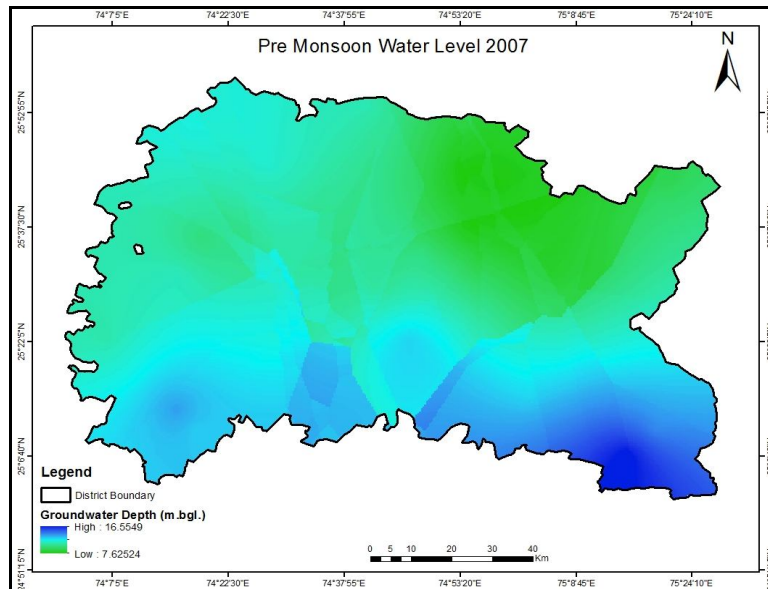 74°7'5"E 74°22'30"E 74°37'55"E 74°53'20"E 75°8'45"E 75°24'10"E
Pre Monsoon Water Level 2007
N
25°52'55"N
25°37'30"N
25°22'5"N
25°6'40"N
24°51'15"N
Legend
District Boundary
Groundwater Depth (m.bgl.)
High : 16.5549
Low : 7.62524
0 5 10 20 30 40
Km
74°7'5"E 74°22'30"E 74°37'55"E 74°53'20"E 75°8'45"E 75°24'10"E